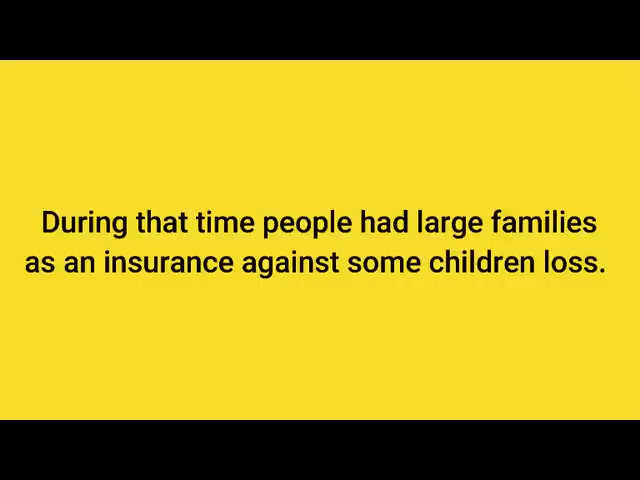 During that time people had large families
as an insurance against some children loss.